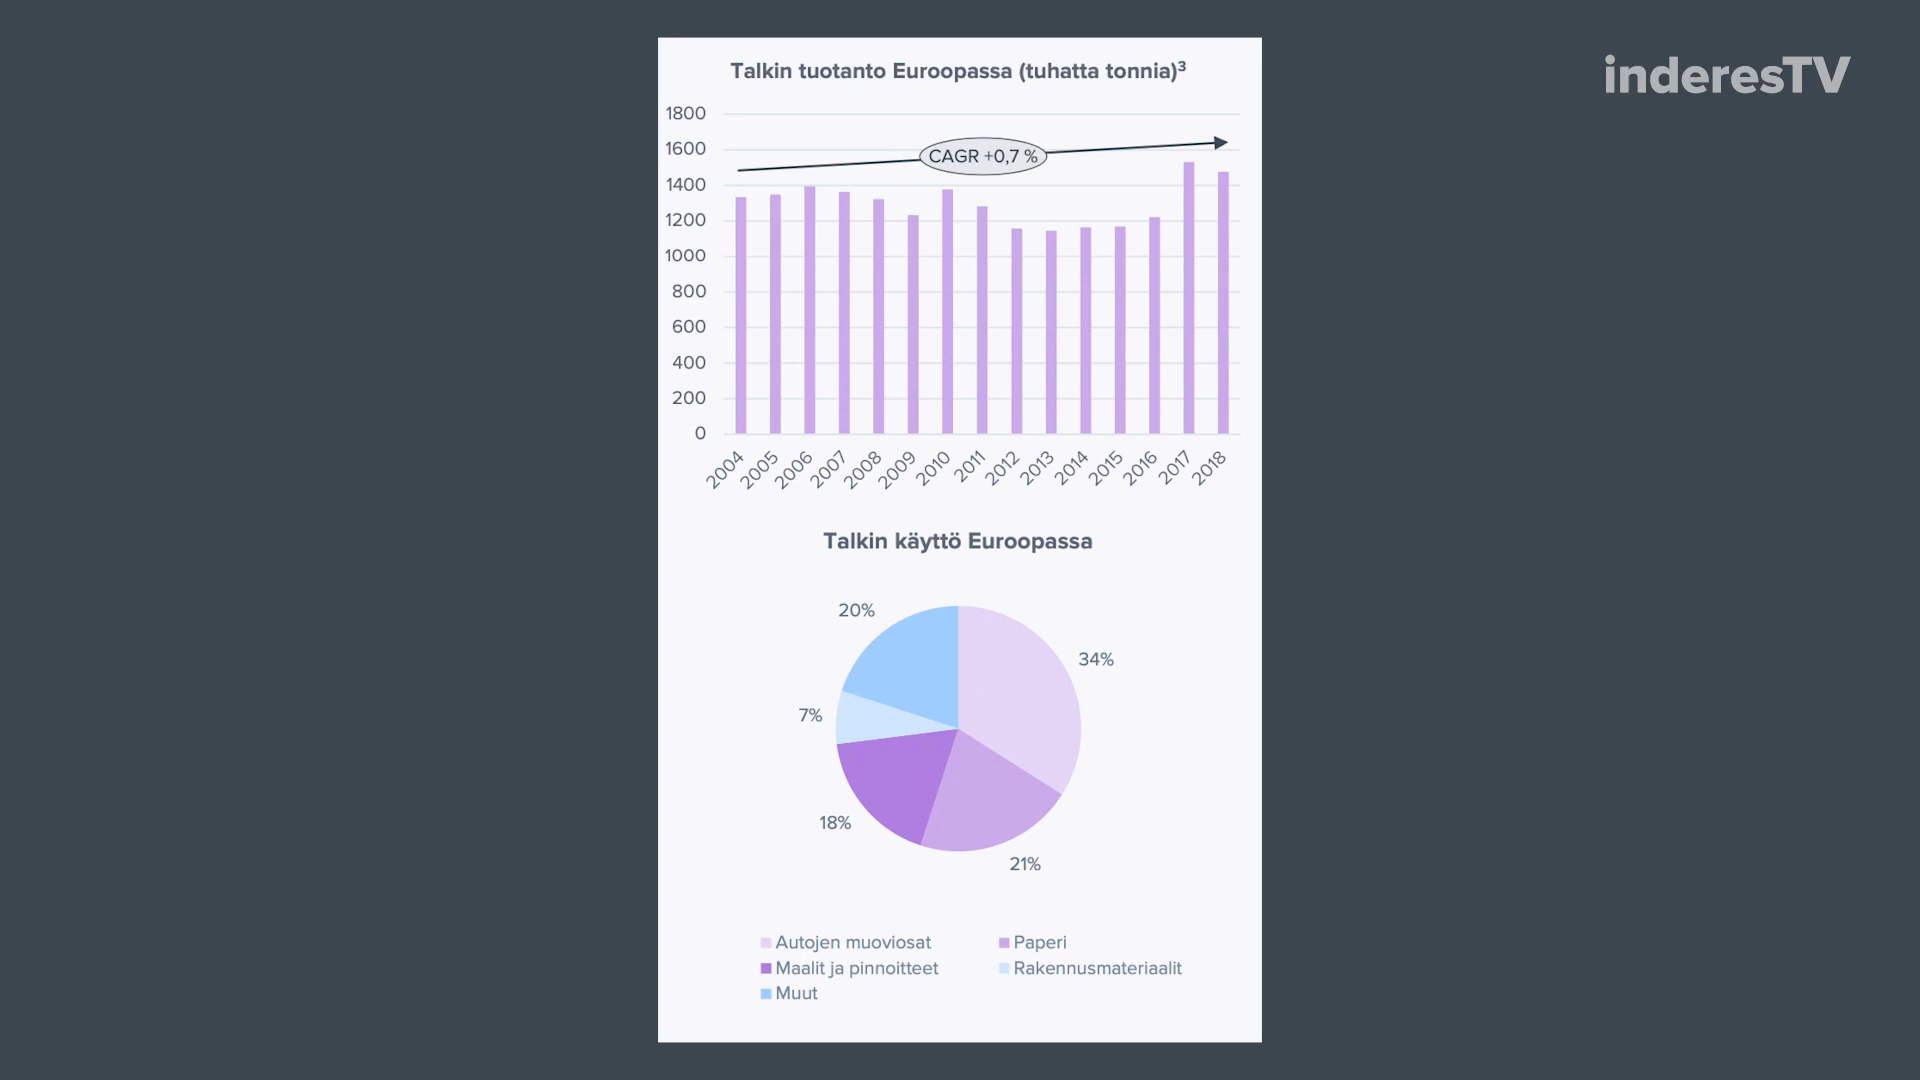 inderesTV
Talkin tuotanto Euroopassa (tuhatta tonnia)³
1800
1600
1400
1200
1000
800
600
400
200
0
CAGR +0,7 %
2004 2005 2006 2007 2008 2009 2010 2011 2012 2013 2014 2015 2016 2017 2018
Talkin käyttö Euroopassa
20%
34%
7%
18%
21%
Autojen muoviosat
Paperi
Maalit ja pinnoitteet
Rakennusmateriaalit
Muut